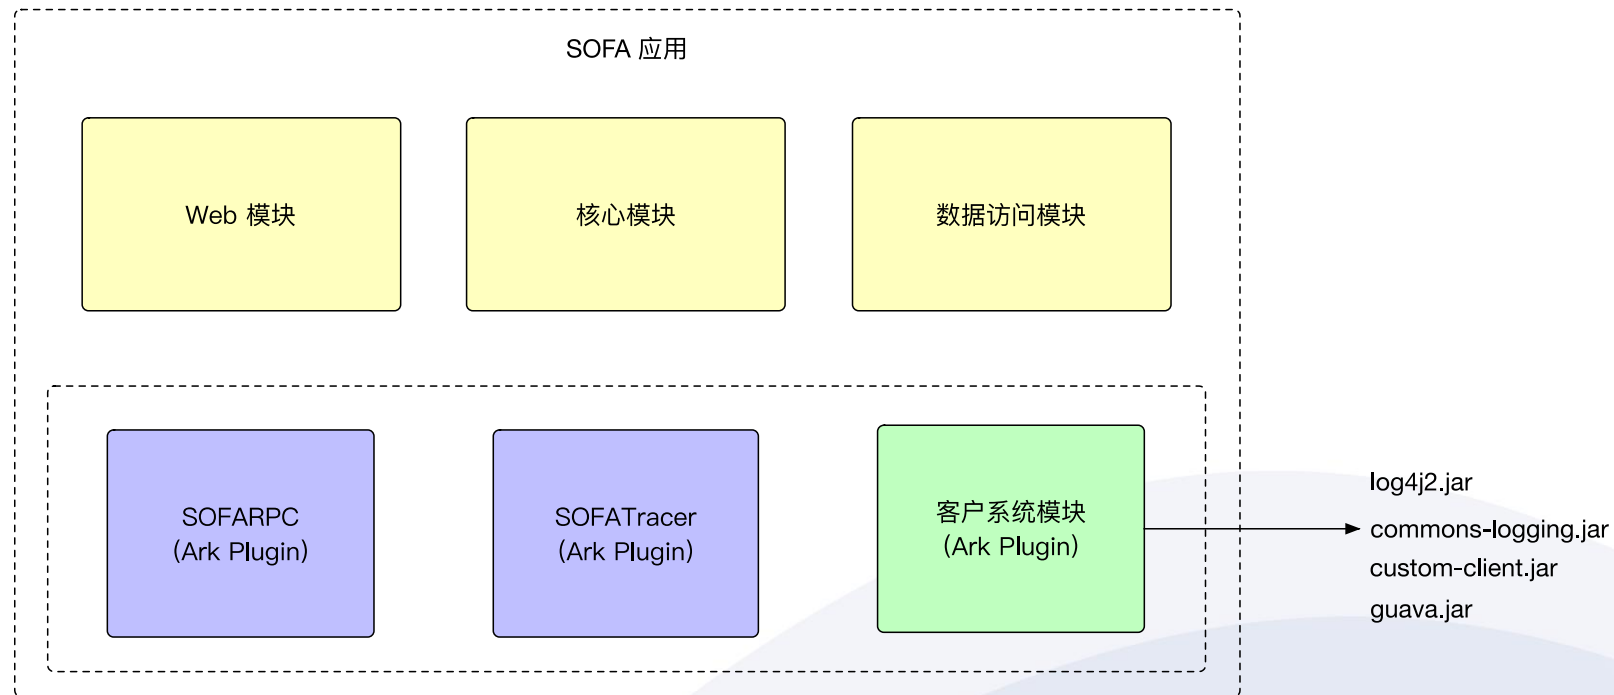 SOFA 应用
Web 模块
核心模块
数据访问模块
SOFARPC
(Ark Plugin)
SOFATracer
(Ark Plugin)
客户系统模块
(Ark Plugin)
log4j2.jar
commons-logging.jar
custom-client.jar
guava.jar